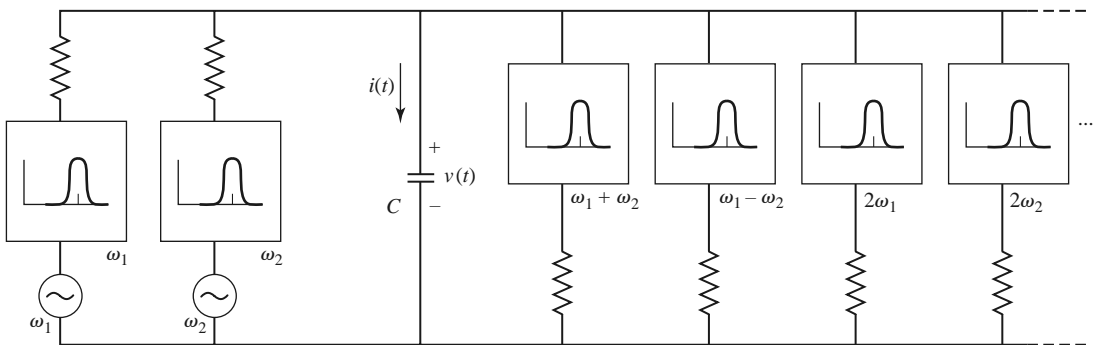 i(t)
+
v(t)
C
–
ω₁
ω₂
ω₁
ω₂
ω₁ + ω₂
ω₁ – ω₂
2ω₁
2ω₂
...